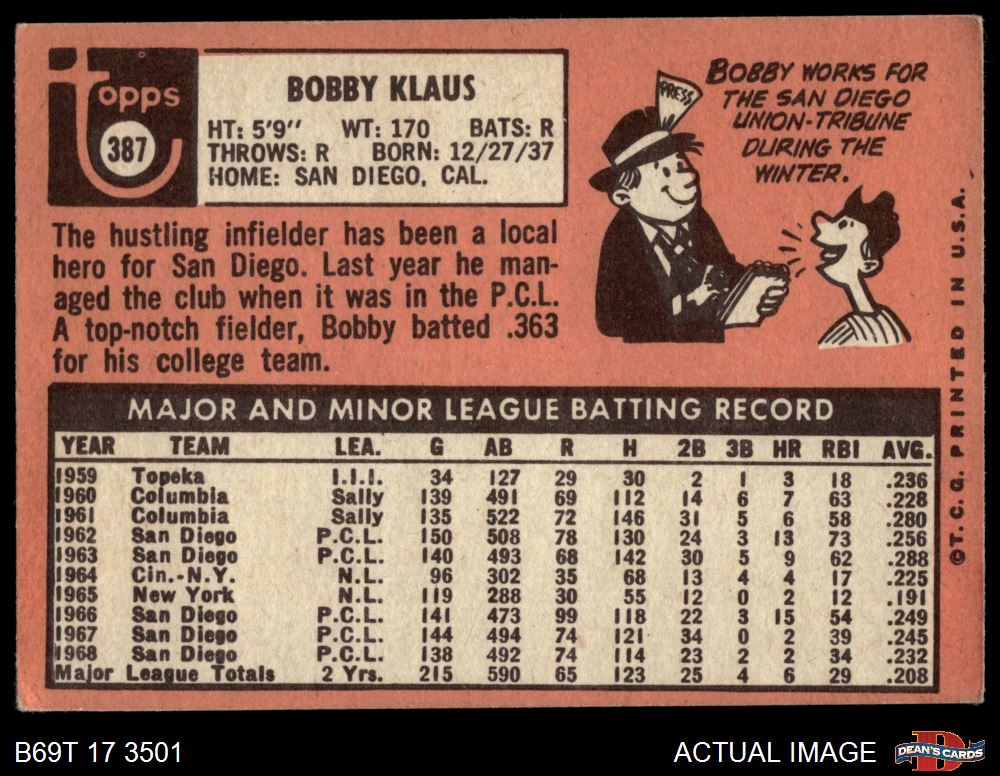 topps
387
BOBBY KLAUS
HT: 5'9" WT: 170 BATS: R
THROWS: R BORN: 12/27/37
HOME: SAN DIEGO, CAL.
PRESS
BOBBY WORKS FOR
THE SAN DIEGO
UNION-TRIBUNE
DURING THE
WINTER.
The hustling infielder has been a local
hero for San Diego. Last year he man-
aged the club when it was in the P.C.L.
A top-notch fielder, Bobby batted .363
for his college team.
MAJOR AND MINOR LEAGUE BATTING RECORD
YEAR TEAM LEA. G AB R H 2B 3B HR RBI AVG.
1959 Topeka I.I.I. 34 127 29 30 2 1 3 18 .236
1960 Columbia Sally 139 491 69 112 14 6 7 63 .228
1961 Columbia Sally 135 522 72 146 31 5 6 58 .280
1962 San Diego P.C.L. 150 508 78 130 24 3 13 73 .256
1963 San Diego P.C.L. 140 493 68 142 30 5 9 62 .288
1964 Cin.-N.Y. N.L. 96 302 35 68 13 4 4 17 .225
1965 New York N.L. 119 288 30 55 12 0 2 12 .191
1966 San Diego P.C.L. 141 473 99 118 22 3 15 54 .249
1967 San Diego P.C.L. 144 494 74 121 34 0 2 39 .245
1968 San Diego P.C.L. 138 492 74 114 23 2 2 34 .232
Major League Totals 2 Yrs. 215 590 65 123 25 4 6 29 .208
©T. C. G. PRINTED IN U.S.A.
B69T 17 3501
ACTUAL IMAGE
DEAN'S CARDS